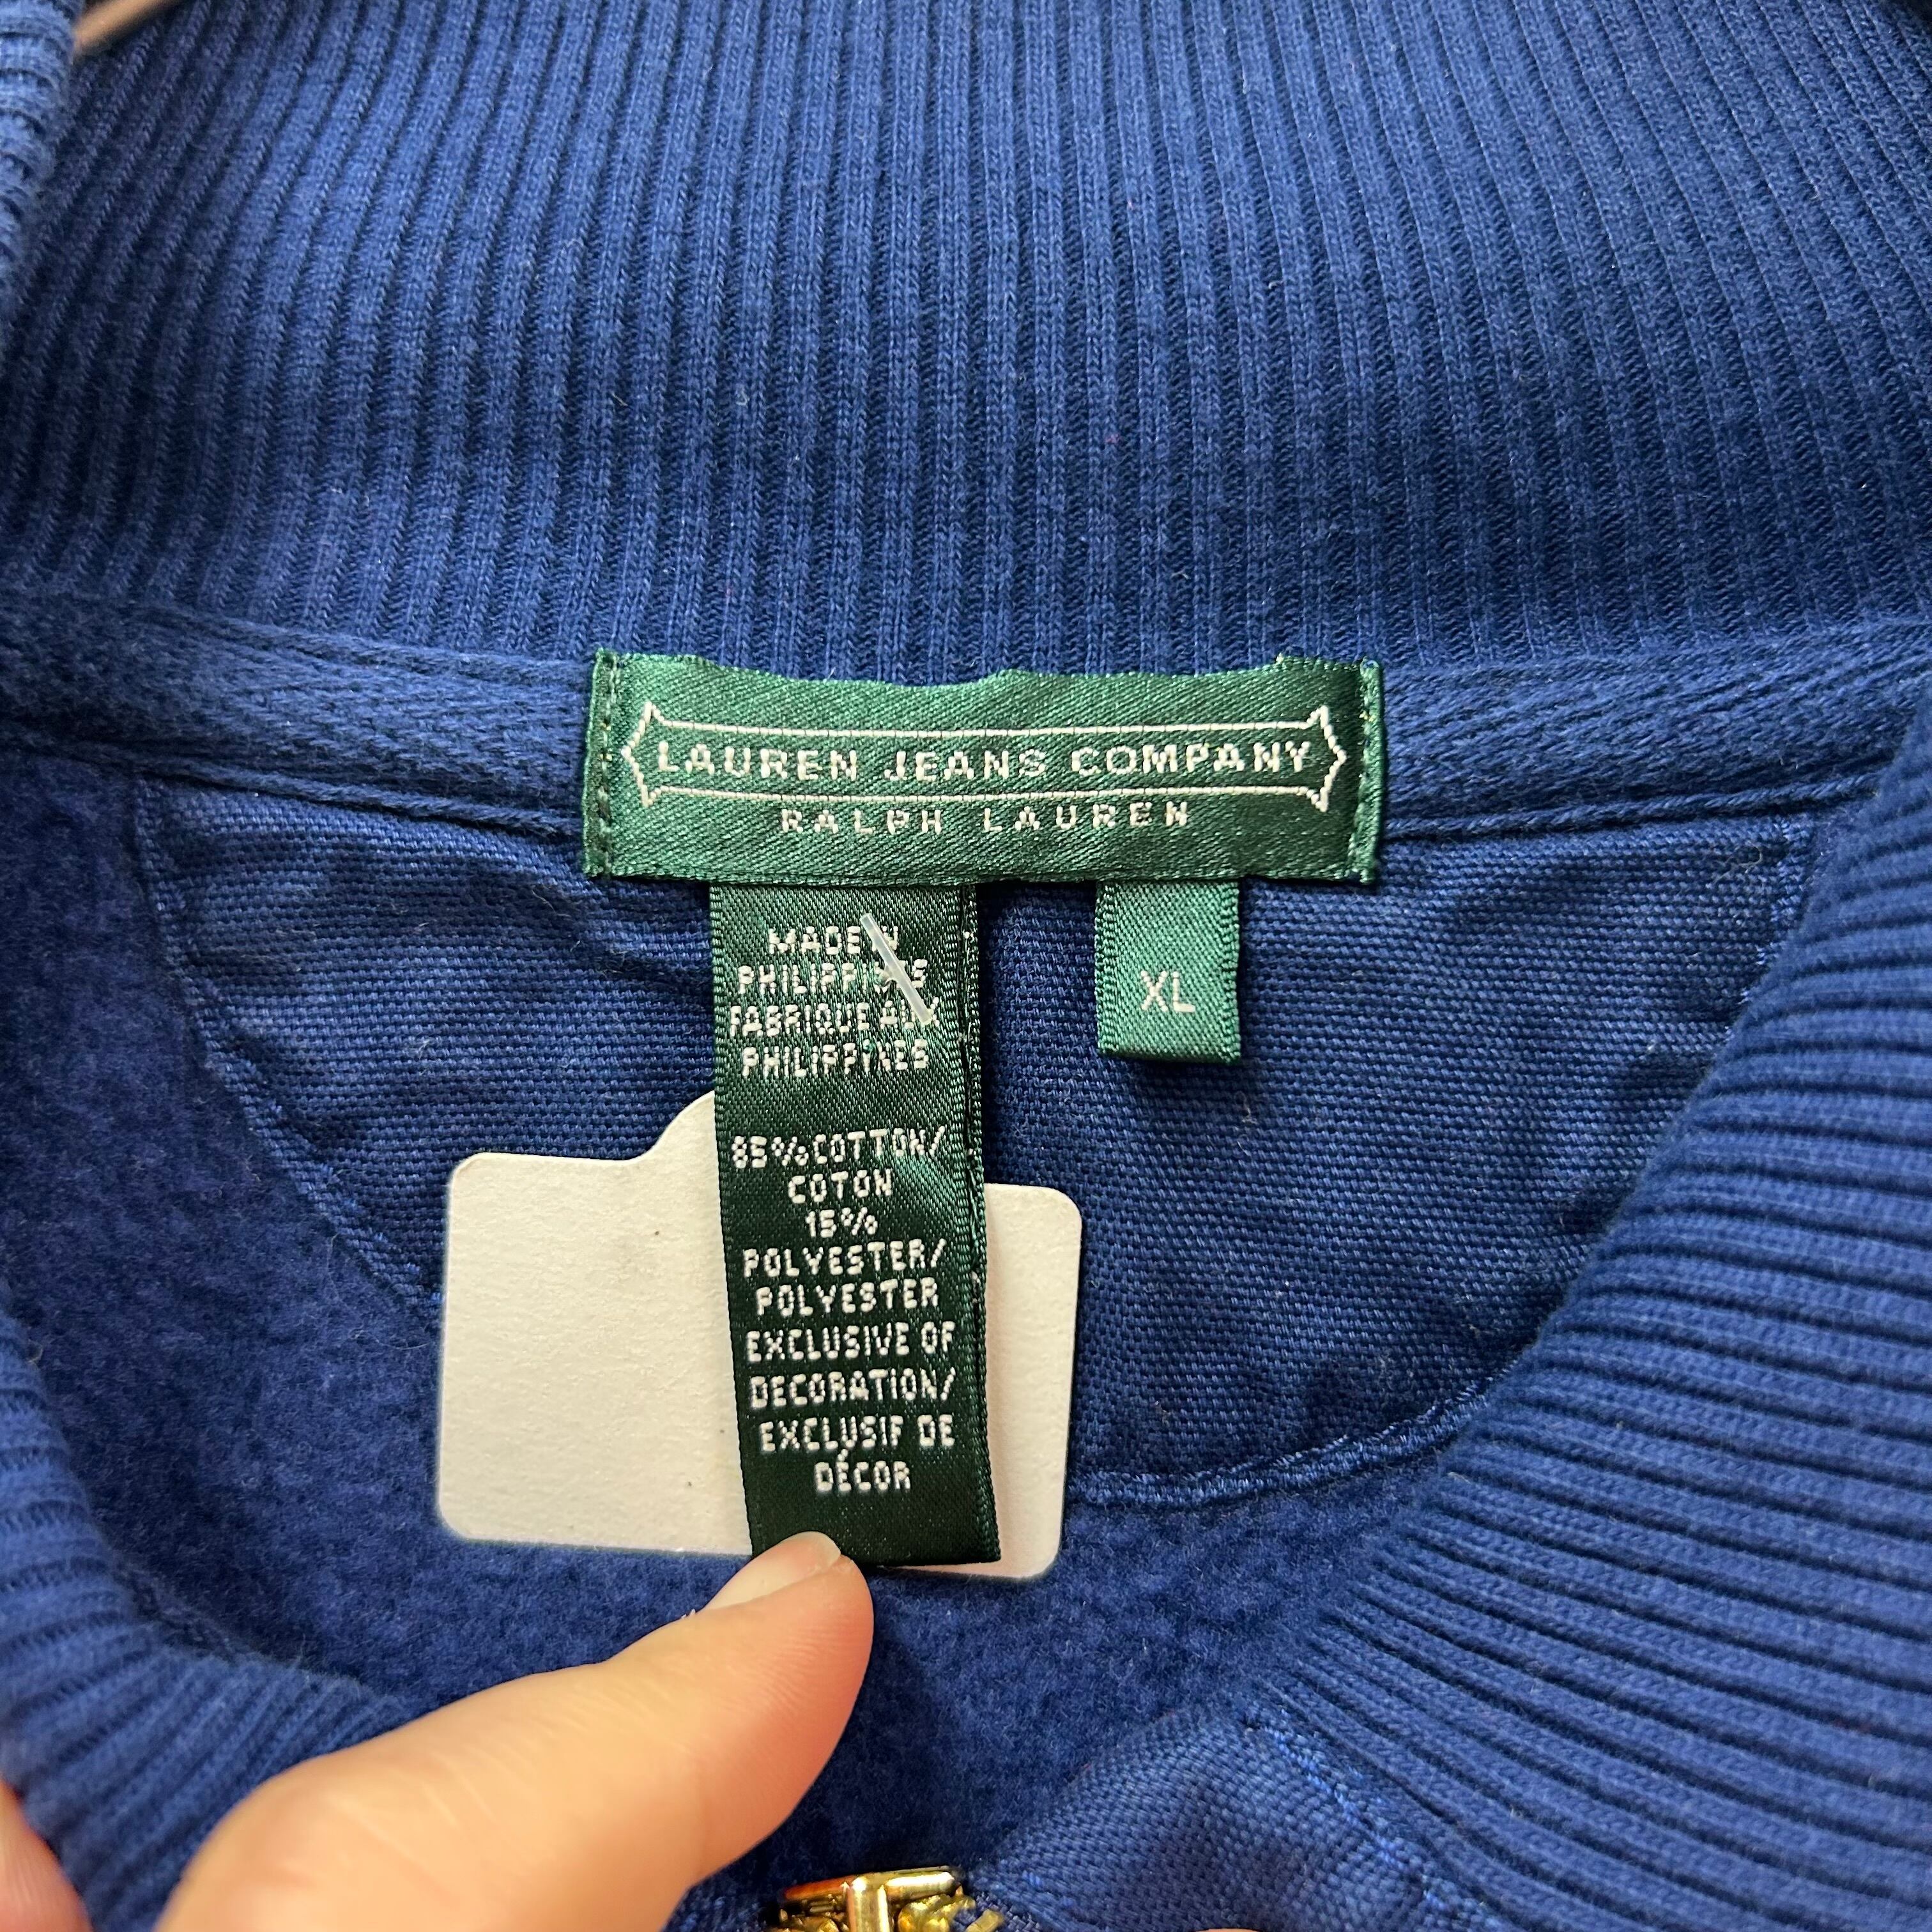 LAUREN JEANS COMPANY
RALPH LAUREN
XL
MADE IN
PHILIPPINES
FABRIQUE AUX
PHILIPPINES
85% COTTON/
COTON
15%
POLYESTER/
POLYESTER
EXCLUSIVE OF
DECORATION/
EXCLUSIF DE
DÉCOR